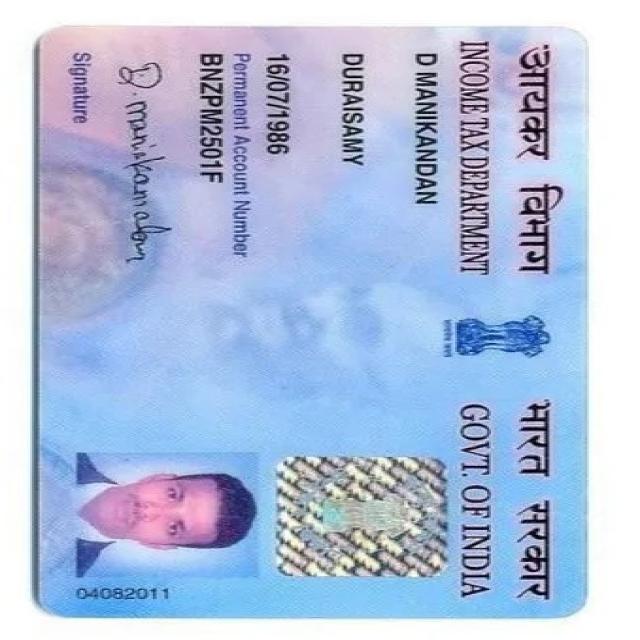 आयकर विभाग
INCOME TAX DEPARTMENT
भारत सरकार
GOVT. OF INDIA
D MANIKANDAN
DURAISAMY
16/07/1986
Permanent Account Number
BNZPM2501F
D. manikandan
Signature
04082011